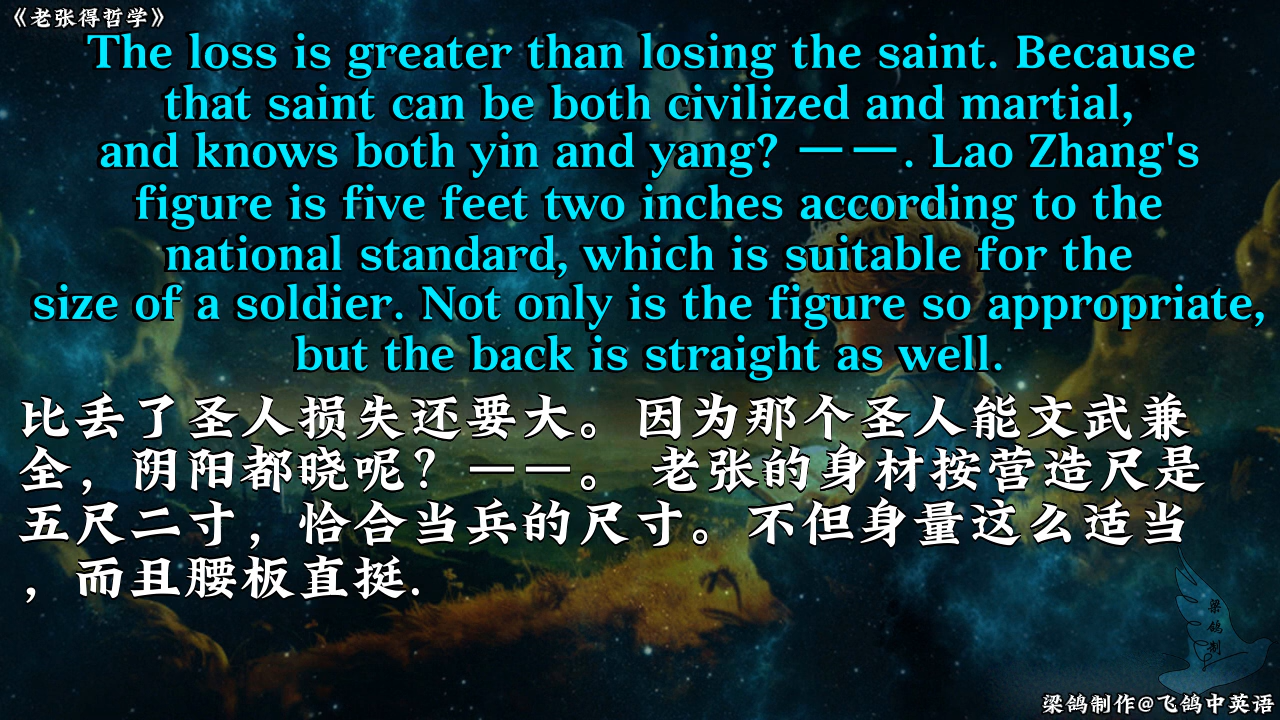 《老张得哲学》
The loss is greater than losing the saint. Because
that saint can be both civilized and martial,
and knows both yin and yang? ——. Lao Zhang's
figure is five feet two inches according to the
national standard, which is suitable for the
size of a soldier. Not only is the figure so appropriate,
but the back is straight as well.
比丢了圣人损失还要大。因为那个圣人能文武兼
全，阴阳都晓呢？——。 老张的身材按营造尺是
五尺二寸，恰合当兵的尺寸。不但身量这么适当
，而且腰板直挺.
梁鸽制
梁鸽制作@飞鸽中英语